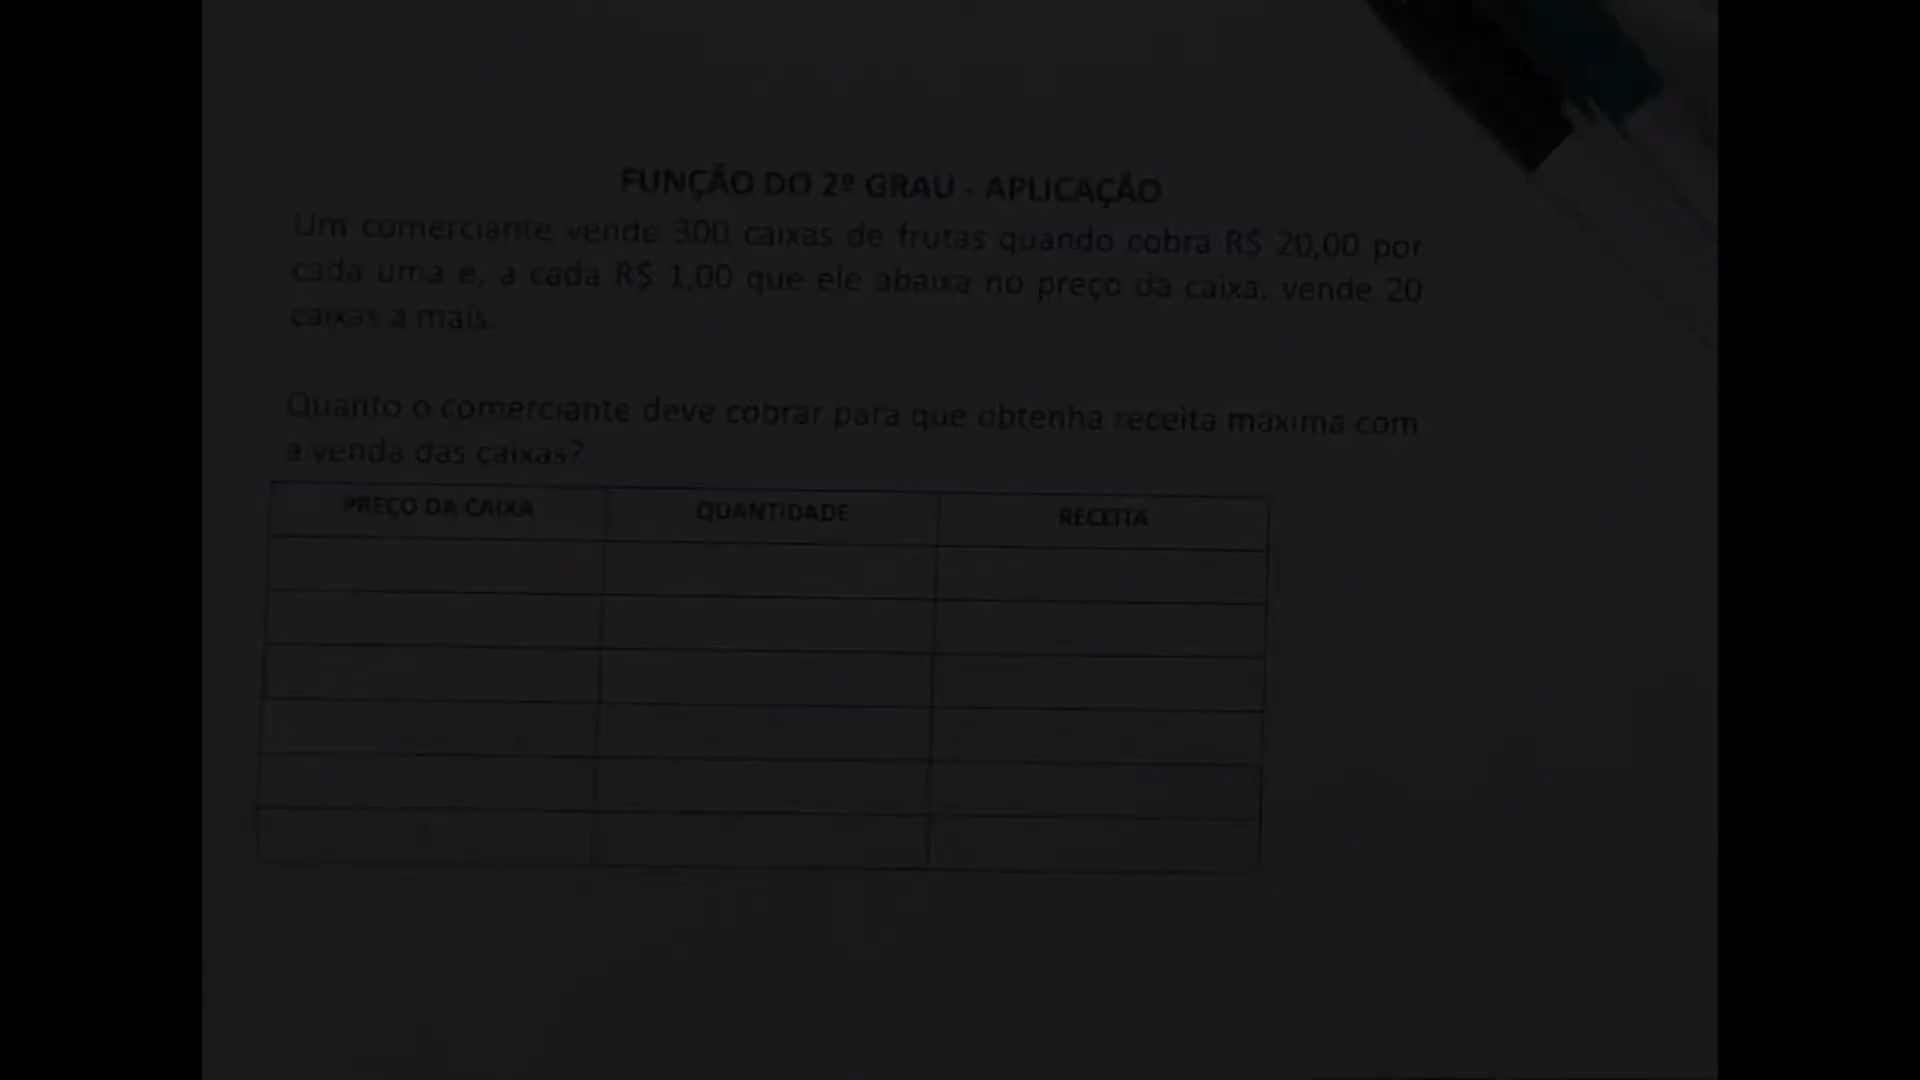 FUNÇÃO DO 2º GRAU - APLICAÇÃO
Um comerciante vende 300 caixas de frutas quando cobra R$ 20,00 por
cada uma e, a cada R$ 1,00 que ele abaixa no preço da caixa, vende 20
caixas a mais.
Quanto o comerciante deve cobrar para que obtenha receita máxima com
a venda das caixas?
PREÇO DA CAIXA QUANTIDADE RECEITA